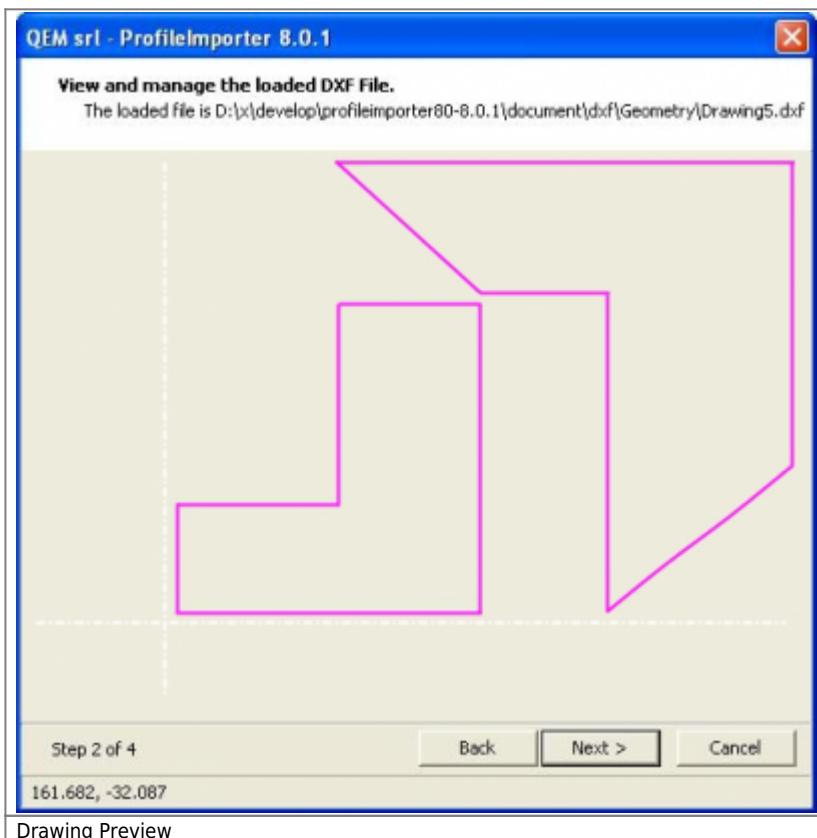 QEM srl - ProfileImporter 8.0.1
View and manage the loaded DXF File.
The loaded file is D:\x\develop\profileimporter80-8.0.1\document\dxf\Geometry\Drawing5.dxf
Step 2 of 4
Back
Next >
Cancel
161.682, -32.087
Drawing Preview